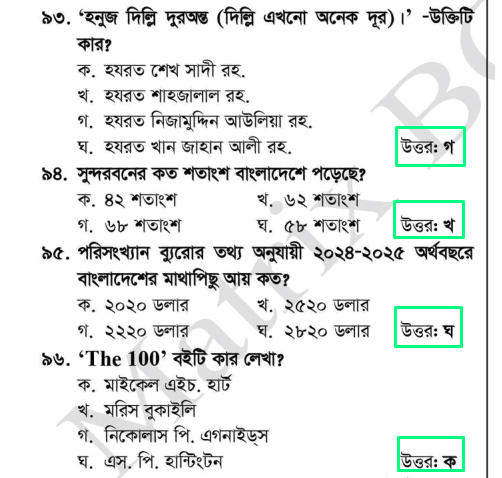 ৯৩. ‘হনুজ দিল্লি দুরঅস্ত (দিল্লি এখনো অনেক দূর)।’ -উক্তিটি
কার?
ক. হযরত শেখ সাদী রহ.
খ. হযরত শাহজালাল রহ.
গ. হযরত নিজামুদ্দিন আউলিয়া রহ.
ঘ. হযরত খান জাহান আলী রহ. উত্তর: গ
৯৪. সুন্দরবনের কত শতাংশ বাংলাদেশে পড়েছে?
ক. ৪২ শতাংশ খ. ৬২ শতাংশ
গ. ৬৮ শতাংশ ঘ. ৫৮ শতাংশ উত্তর: খ
৯৫. পরিসংখ্যান ব্যুরোর তথ্য অনুযায়ী ২০২৪-২০২৫ অর্থবছরে
বাংলাদেশের মাথাপিছু আয় কত?
ক. ২০২০ ডলার খ. ২৫২০ ডলার
গ. ২২২০ ডলার ঘ. ২৮২০ ডলার উত্তর: ঘ
৯৬. ‘The 100’ বইটি কার লেখা?
ক. মাইকেল এইচ. হার্ট
খ. মরিস বুকাইলি
গ. নিকোলাস পি. এগনাইড্স
ঘ. এস. পি. হান্টিংটন উত্তর: ক
Matrix BC